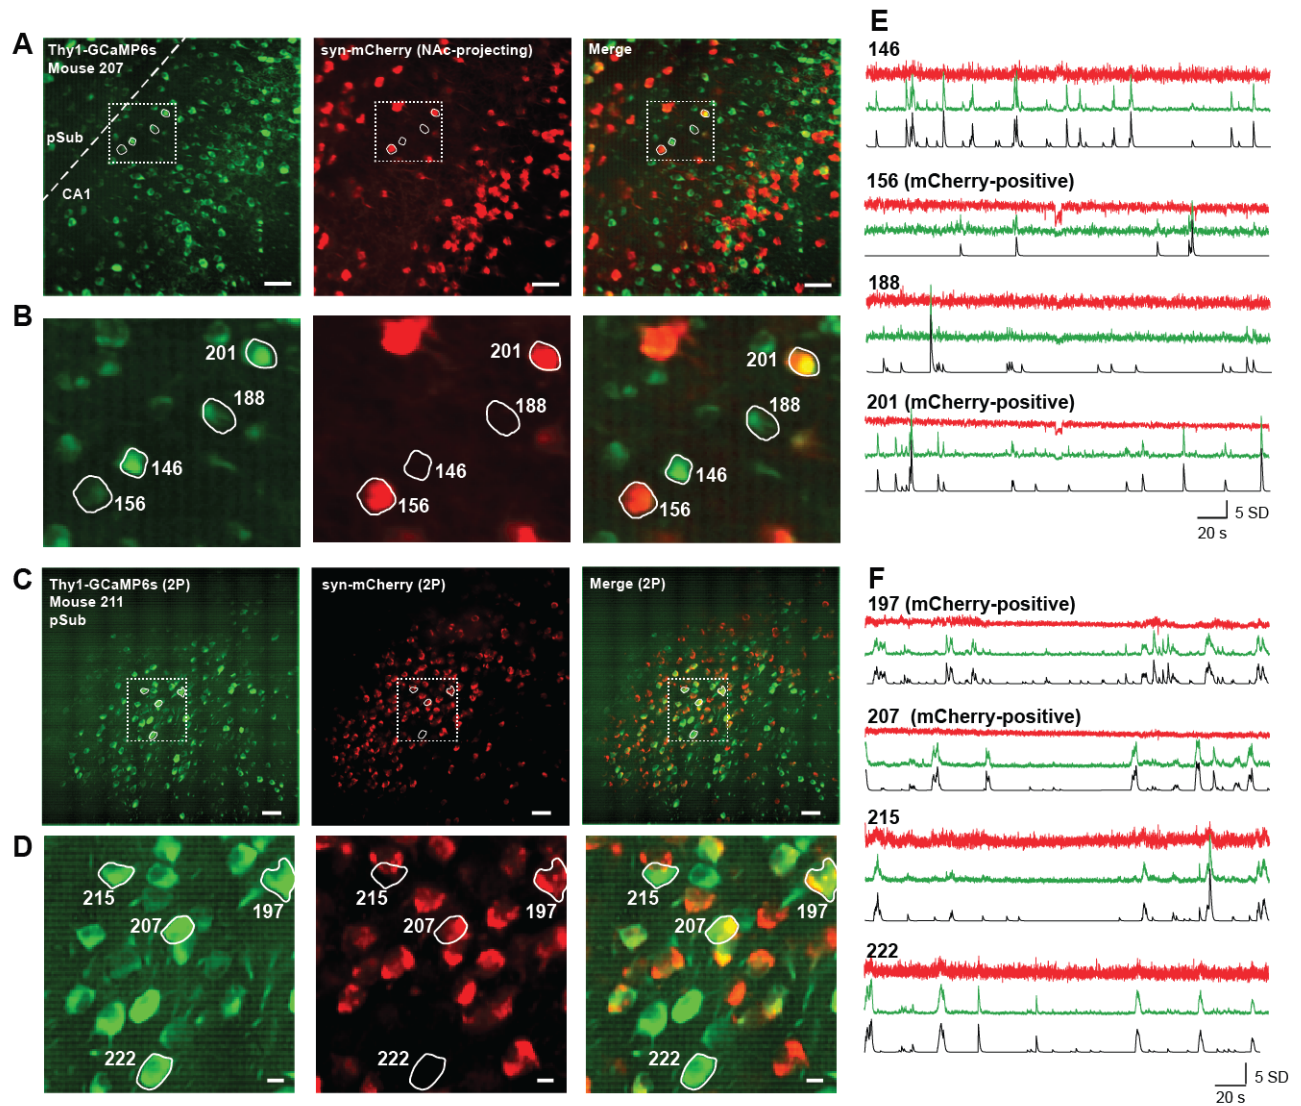 A
Thy1-GCaMP6s
Mouse 207
pSub
CA1
syn-mCherry (NAc-projecting)
Merge
B
201
188
146
156
201
188
146
156
201
188
146
156
C
Thy1-GCaMP6s (2P)
Mouse 211
pSub
syn-mCherry (2P)
Merge (2P)
D
215
197
207
222
215
197
207
222
215
197
207
222
E
146
156 (mCherry-positive)
188
201 (mCherry-positive)
5 SD
20 s
F
197 (mCherry-positive)
207 (mCherry-positive)
215
222
5 SD
20 s